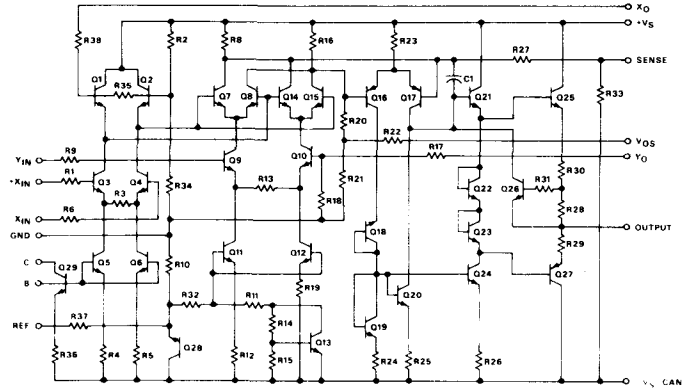 X₀
+VS
R38 R2 R8 R16 R23 R27 SENSE
C1
Q1 Q2 R35 Q7 Q8 Q14 Q15 Q16 Q17 Q21 Q25 R33
R20 R22 VOS
R9 YIN Q9 Q10 R17 Y₀
R1 +XIN Q3 Q4 R34 R13 R21 Q22 Q26 R31 R30
R3
R6 XIN R18 R28
GND Q18 Q23 OUTPUT
R29
C Q29 Q5 Q6 R10 Q11 Q12 Q24 Q27
B R19 Q20
R32 R11
REF R37 R14 Q19
Q28 Q13
R36 R4 R5 R12 R15 R24 R25 R26
CAN